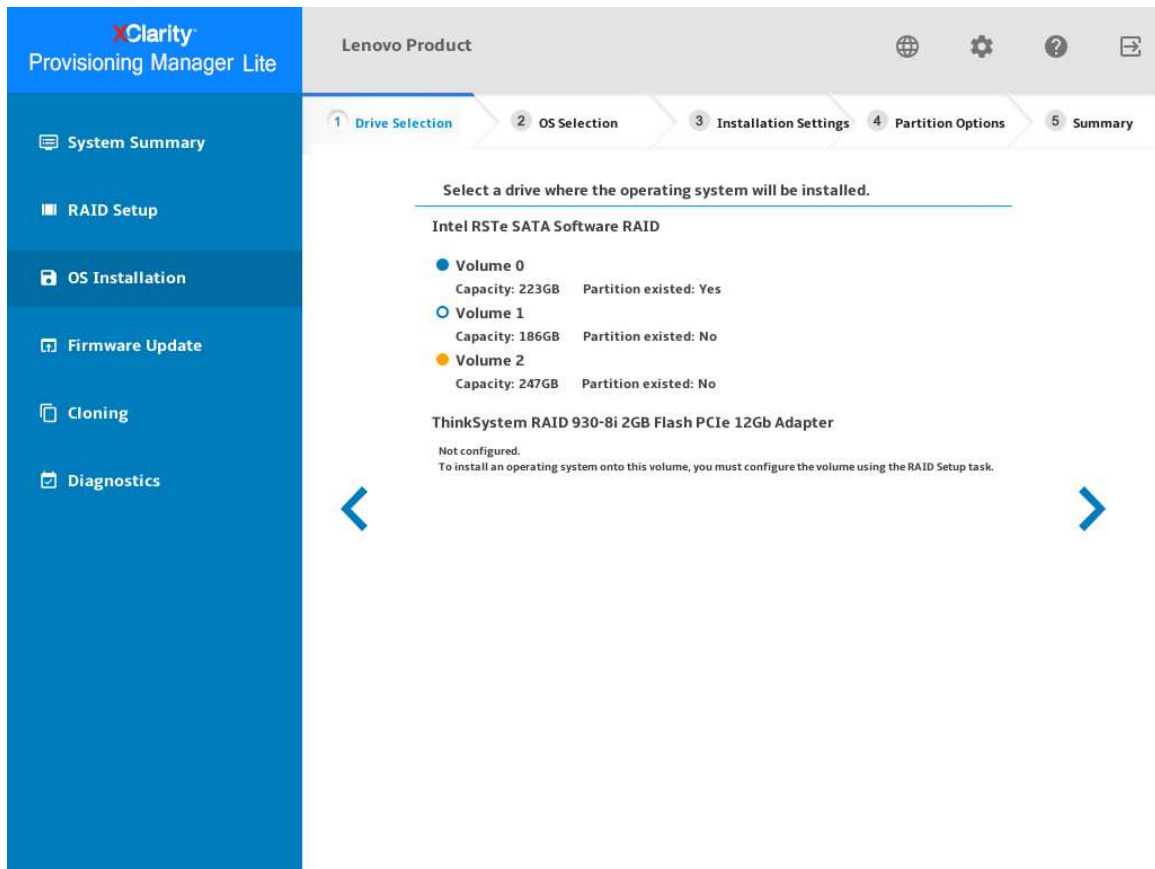 XClarity
Provisioning Manager Lite
Lenovo Product
System Summary
RAID Setup
OS Installation
Firmware Update
Cloning
Diagnostics
1 Drive Selection
2 OS Selection
3 Installation Settings
4 Partition Options
5 Summary
Select a drive where the operating system will be installed.
Intel RSTe SATA Software RAID
Volume 0
Capacity: 223GB Partition existed: Yes
Volume 1
Capacity: 186GB Partition existed: No
Volume 2
Capacity: 247GB Partition existed: No
ThinkSystem RAID 930-8i 2GB Flash PCIe 12Gb Adapter
Not configured.
To install an operating system onto this volume, you must configure the volume using the RAID Setup task.